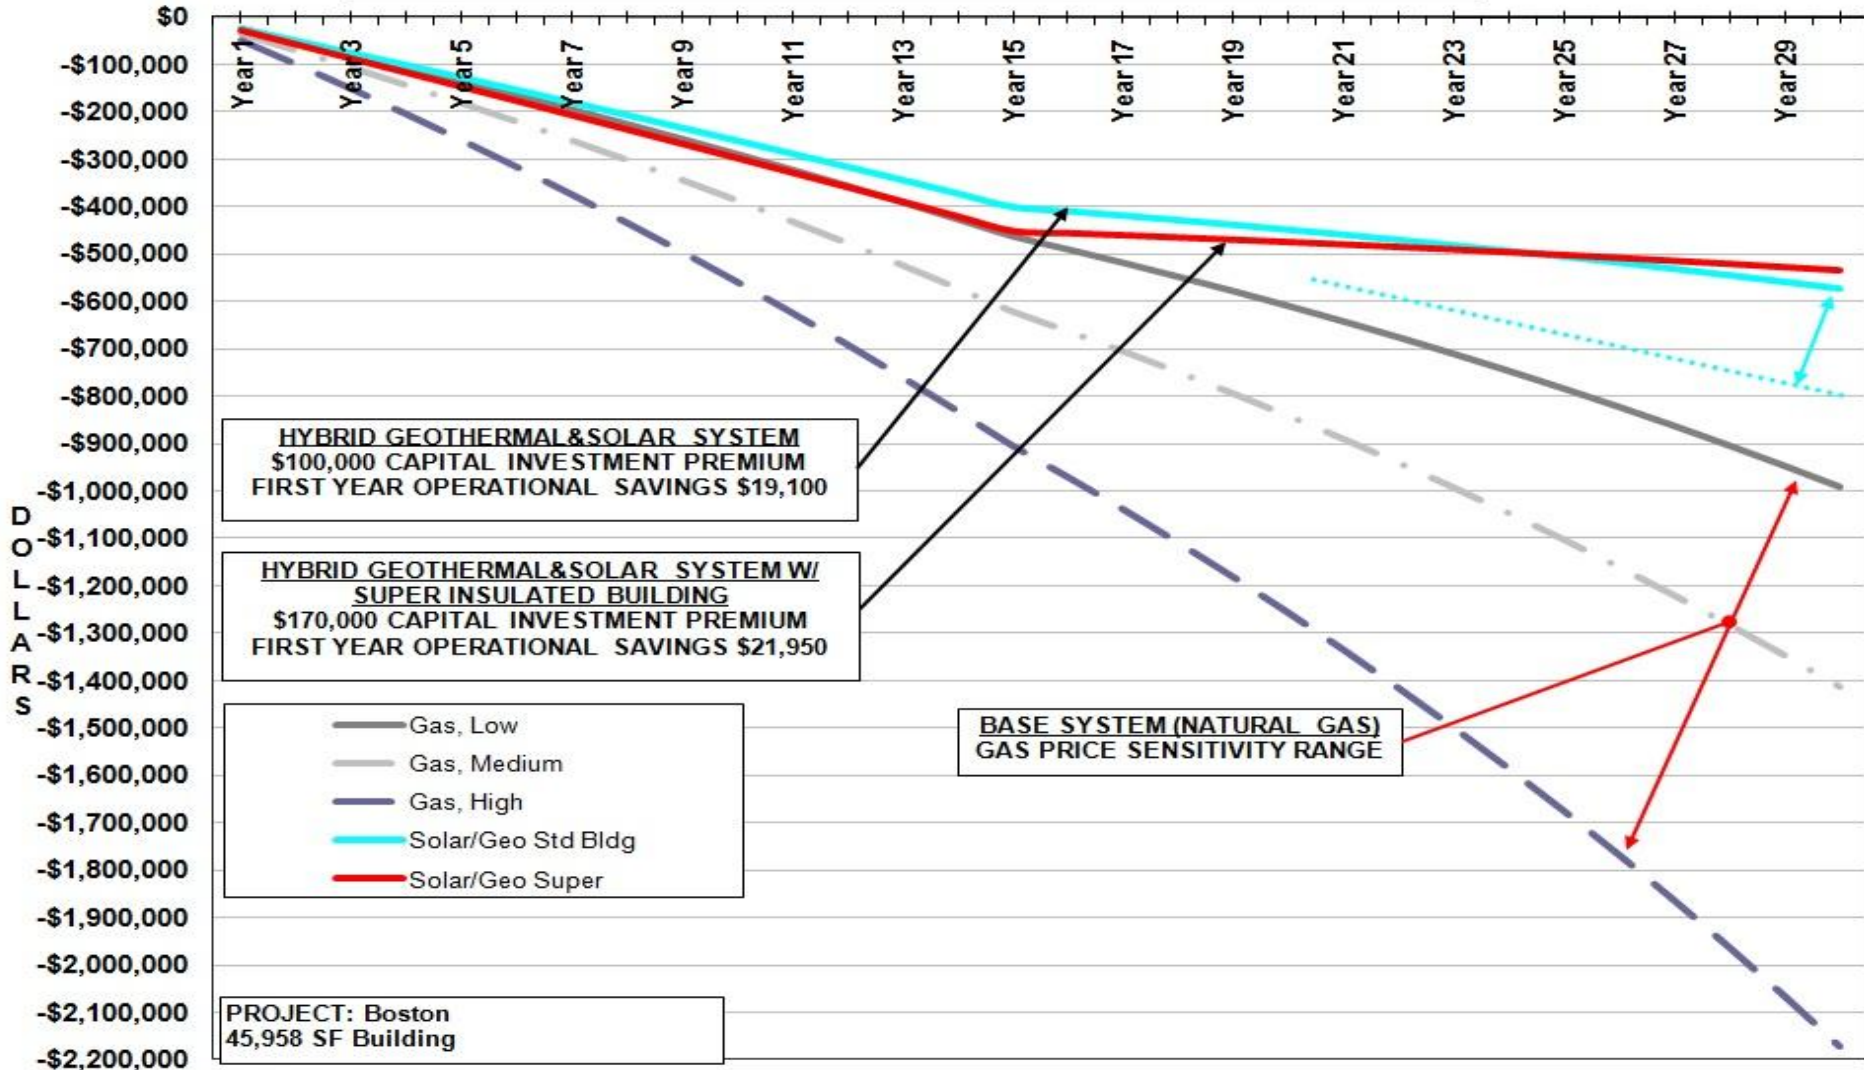 $0
-$100,000
-$200,000
-$300,000
-$400,000
-$500,000
-$600,000
-$700,000
-$800,000
-$900,000
-$1,000,000
-$1,100,000
-$1,200,000
-$1,300,000
-$1,400,000
-$1,500,000
-$1,600,000
-$1,700,000
-$1,800,000
-$1,900,000
-$2,000,000
-$2,100,000
-$2,200,000
DOLLARS
Year 1
Year 3
Year 5
Year 7
Year 9
Year 11
Year 13
Year 15
Year 17
Year 19
Year 21
Year 23
Year 25
Year 27
Year 29
HYBRID GEOTHERMAL&SOLAR SYSTEM
$100,000 CAPITAL INVESTMENT PREMIUM
FIRST YEAR OPERATIONAL SAVINGS $19,100
HYBRID GEOTHERMAL&SOLAR SYSTEM W/
SUPER INSULATED BUILDING
$170,000 CAPITAL INVESTMENT PREMIUM
FIRST YEAR OPERATIONAL SAVINGS $21,950
Gas, Low
Gas, Medium
Gas, High
Solar/Geo Std Bldg
Solar/Geo Super
BASE SYSTEM (NATURAL GAS)
GAS PRICE SENSITIVITY RANGE
PROJECT: Boston
45,958 SF Building